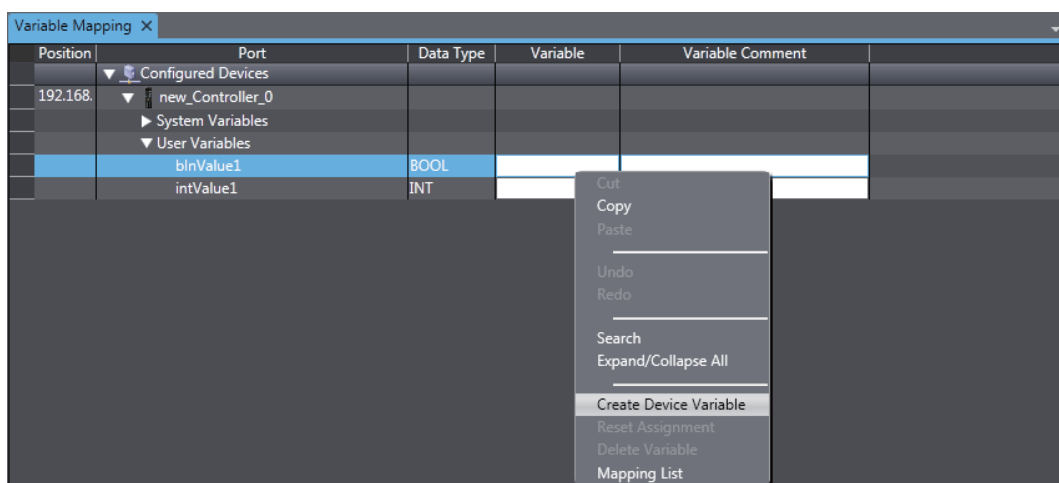 Variable Mapping X
Position Port Data Type Variable Variable Comment
Configured Devices
192.168. new_Controller_0
System Variables
User Variables
blnValue1 BOOL
intValue1 INT
Cut
Copy
Paste
Undo
Redo
Search
Expand/Collapse All
Create Device Variable
Reset Assignment
Delete Variable
Mapping List